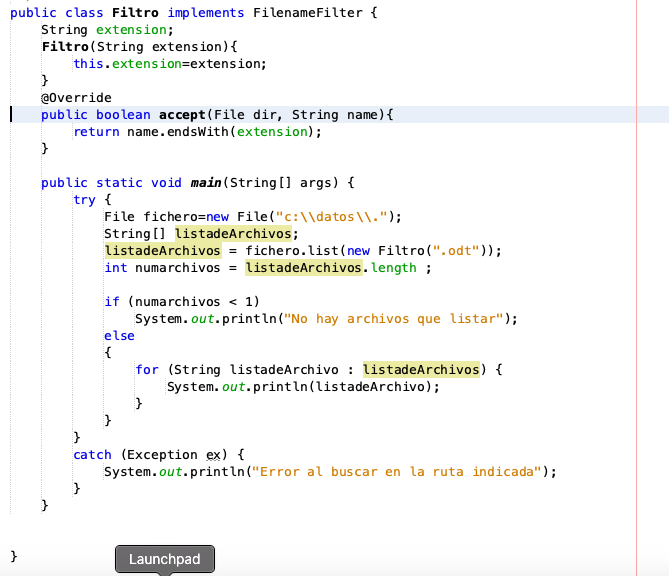 public class Filtro implements FilenameFilter {
    String extension;
    Filtro(String extension){
        this.extension=extension;
    }
    @Override
    public boolean accept(File dir, String name){
        return name.endsWith(extension);
    }

    public static void main(String[] args) {
        try {
            File fichero=new File("c:\\datos\\.");
            String[] listadeArchivos;
            listadeArchivos = fichero.list(new Filtro(".odt"));
            int numarchivos = listadeArchivos.length ;

            if (numarchivos < 1)
                System.out.println("No hay archivos que listar");
            else
            {
                for (String listadeArchivo : listadeArchivos) {
                    System.out.println(listadeArchivo);
                }
            }
        }
        catch (Exception ex) {
            System.out.println("Error al buscar en la ruta indicada");
        }
    }

}
Launchpad